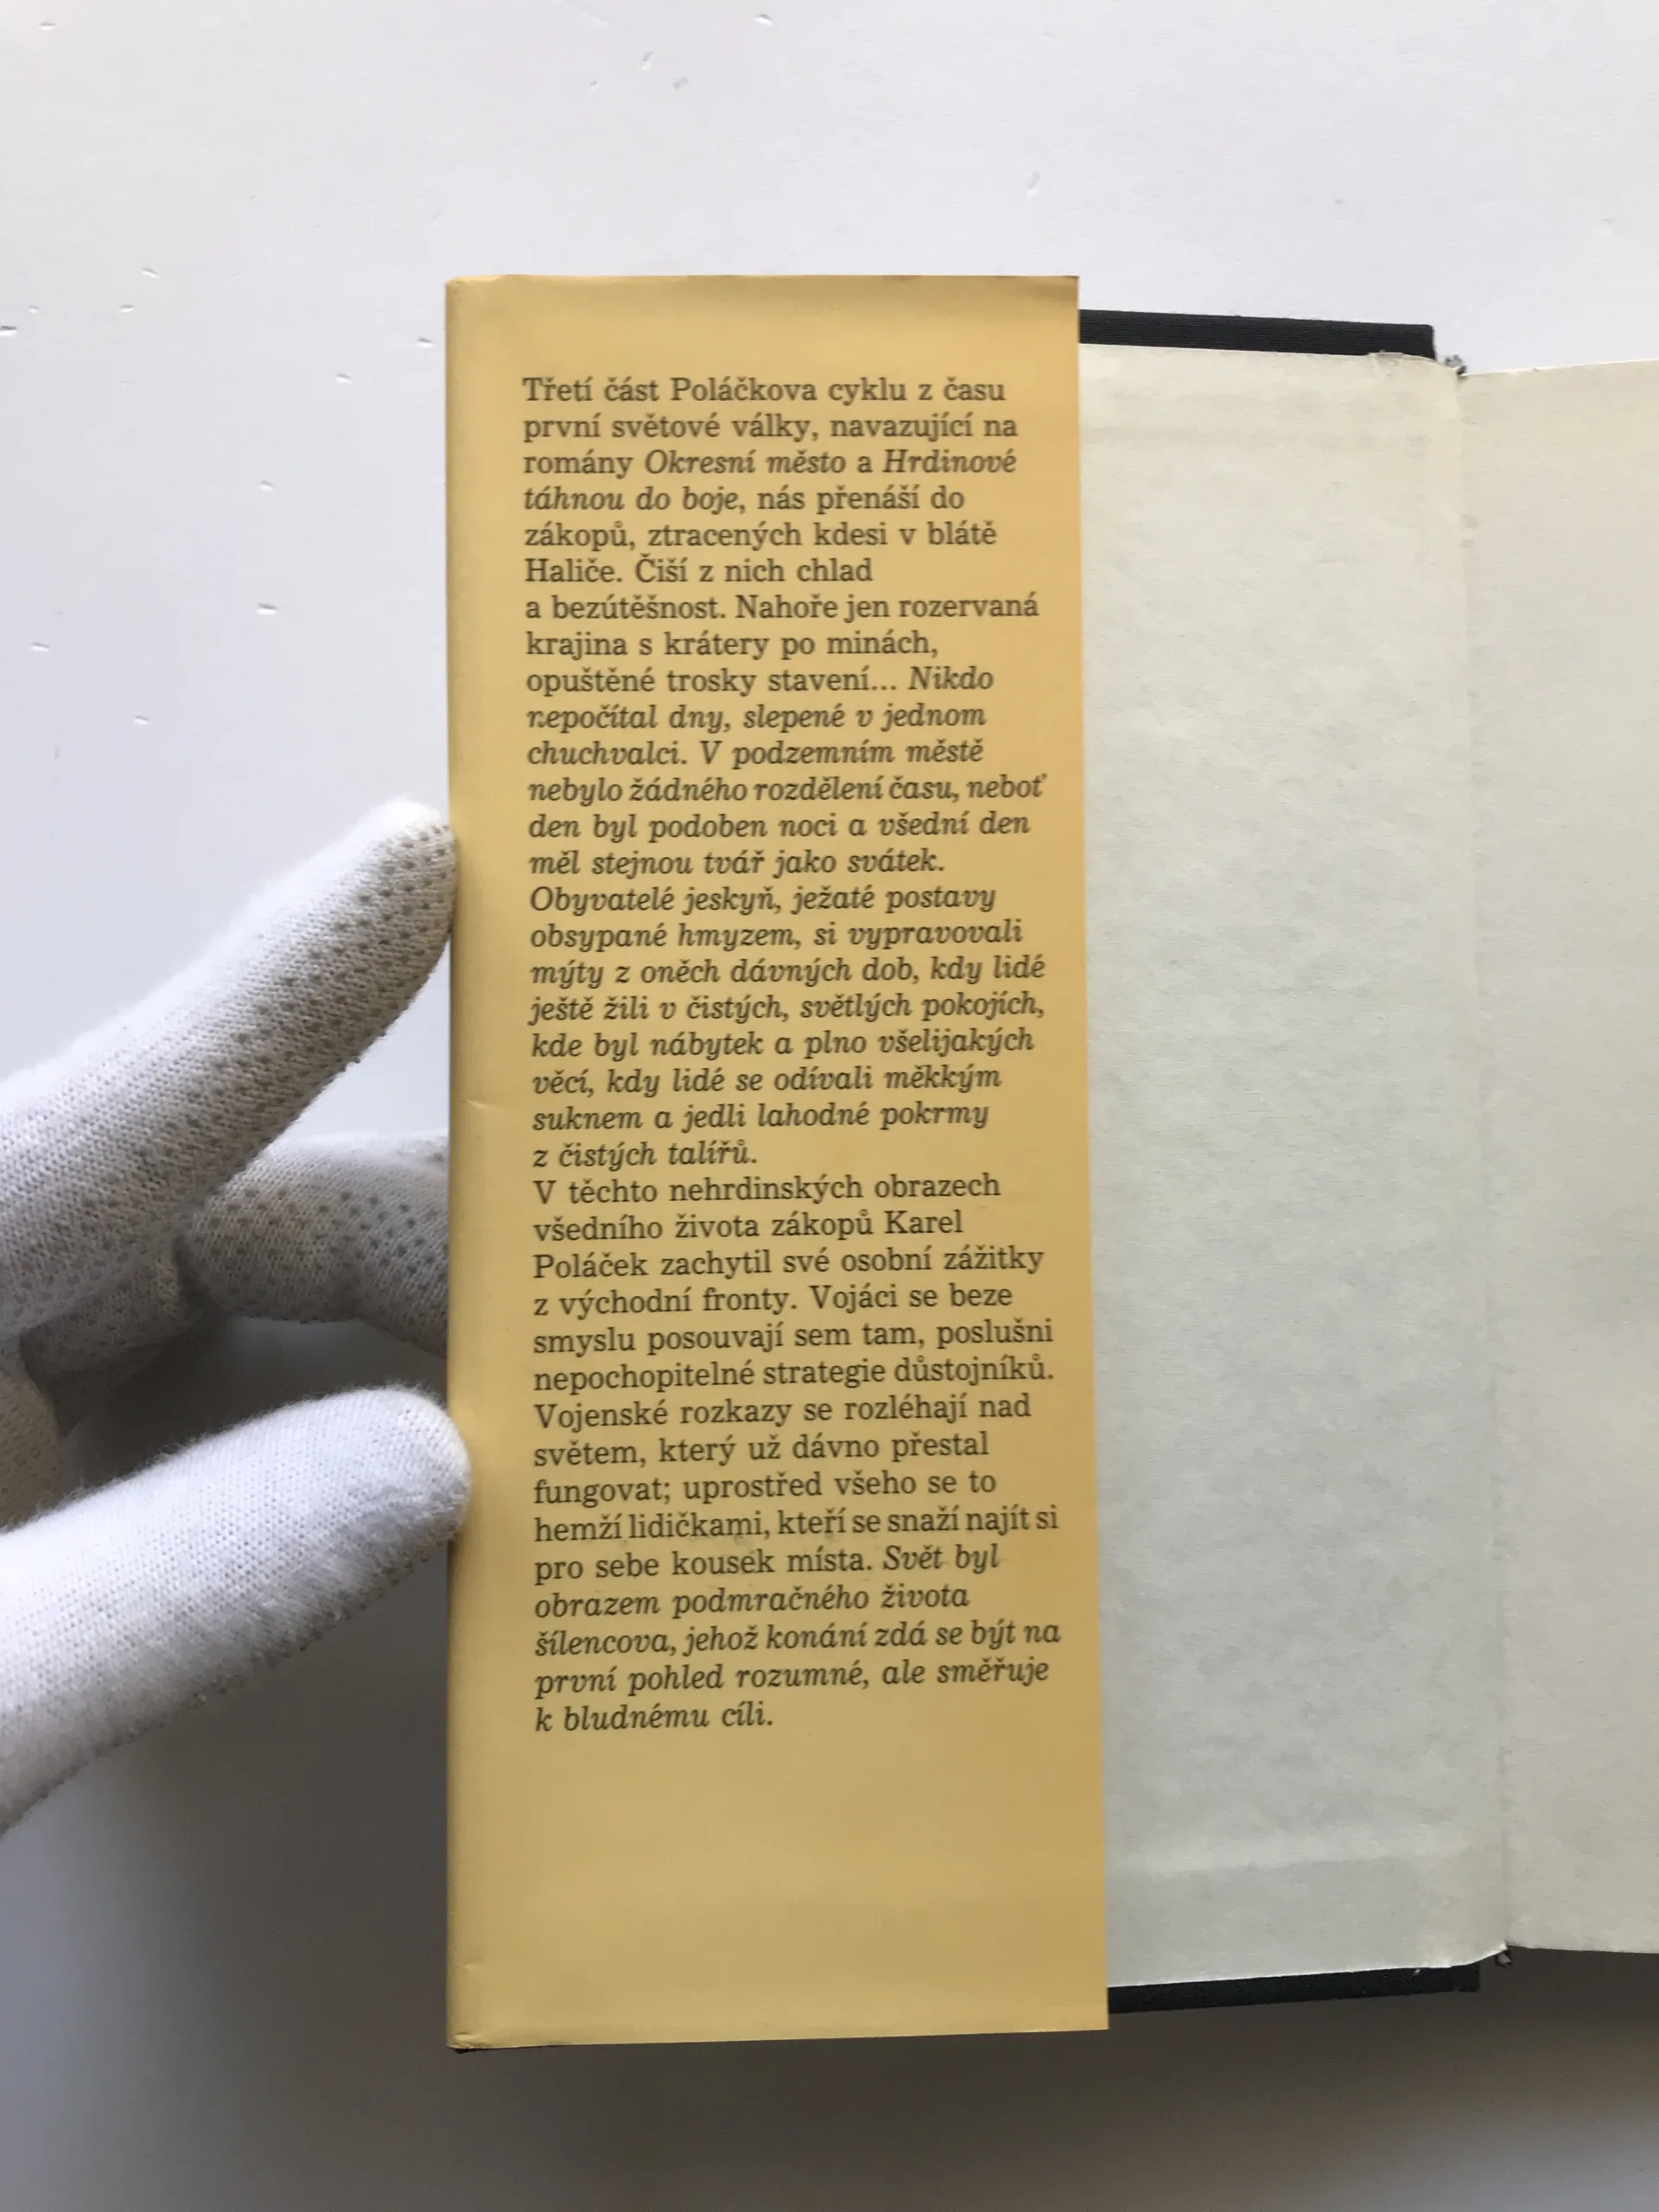 Třetí část Poláčkova cyklu z času
první světové války, navazující na
romány Okresní město a Hrdinové
táhnou do boje, nás přenáší do
zákopů, ztracených kdesi v blátě
Haliče. Čiší z nich chlad
a bezútěšnost. Nahoře jen rozervaná
krajina s krátery po minách,
opuštěné trosky stavení... Nikdo
nepočítal dny, slepené v jednom
chuchvalci. V podzemním městě
nebylo žádného rozdělení času, neboť
den byl podoben noci a všední den
měl stejnou tvář jako svátek.
Obyvatelé jeskyň, ježaté postavy
obsypané hmyzem, si vypravovali
mýty z oněch dávných dob, kdy lidé
ještě žili v čistých, světlých pokojích,
kde byl nábytek a plno všelijakých
věcí, kdy lidé se odívali měkkým
suknem a jedli lahodné pokrmy
z čistých talířů.
V těchto nehrdinských obrazech
všedního života zákopů Karel
Poláček zachytil své osobní zážitky
z východní fronty. Vojáci se beze
smyslu posouvají sem tam, poslušni
nepochopitelné strategie důstojníků.
Vojenské rozkazy se rozléhají nad
světem, který už dávno přestal
fungovat; uprostřed všeho se to
hemží lidičkami, kteří se snaží najít si
pro sebe kousek místa. Svět byl
obrazem podmračného života
šílencova, jehož konání zdá se být na
první pohled rozumné, ale směřuje
k bludnému cíli.